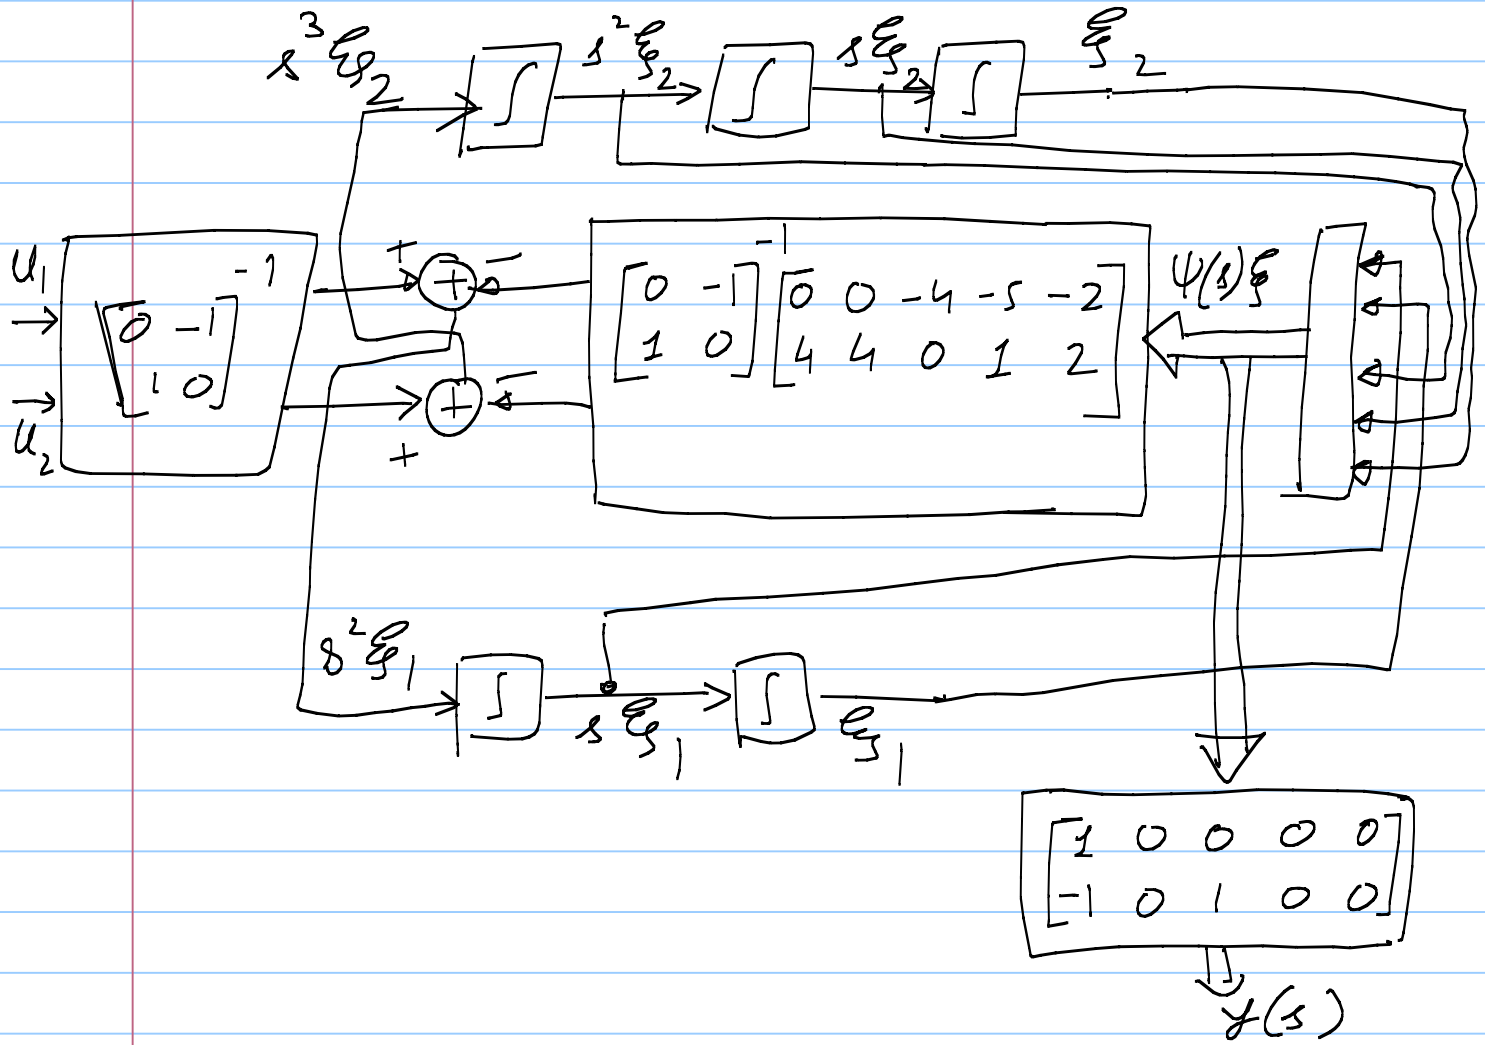 s³ξ₂ ∫ s²ξ₂ ∫ sξ₂ ∫ ξ₂
u₁
u₂
[0 -1
1 0]⁻¹
+ + −
+ + −
[0 -1
1 0]⁻¹
[0 0 -4 -5 -2
4 4 0 1 2]
ψ(s)ξ
s²ξ₁ ∫ sξ₁ ∫ ξ₁
[1 0 0 0 0
-1 0 1 0 0]
y(s)